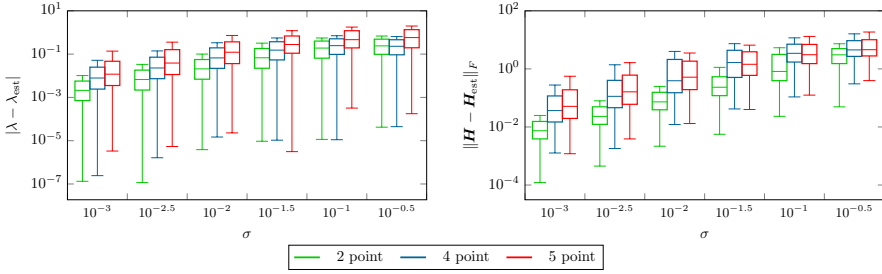 10^1
10^-1
10^-3
10^-5
10^-7
|λ − λ_est|
10^-3 10^-2.5 10^-2 10^-1.5 10^-1 10^-0.5
σ
10^2
10^0
10^-2
10^-4
‖H − H_est‖_F
10^-3 10^-2.5 10^-2 10^-1.5 10^-1 10^-0.5
σ
2 point 4 point 5 point